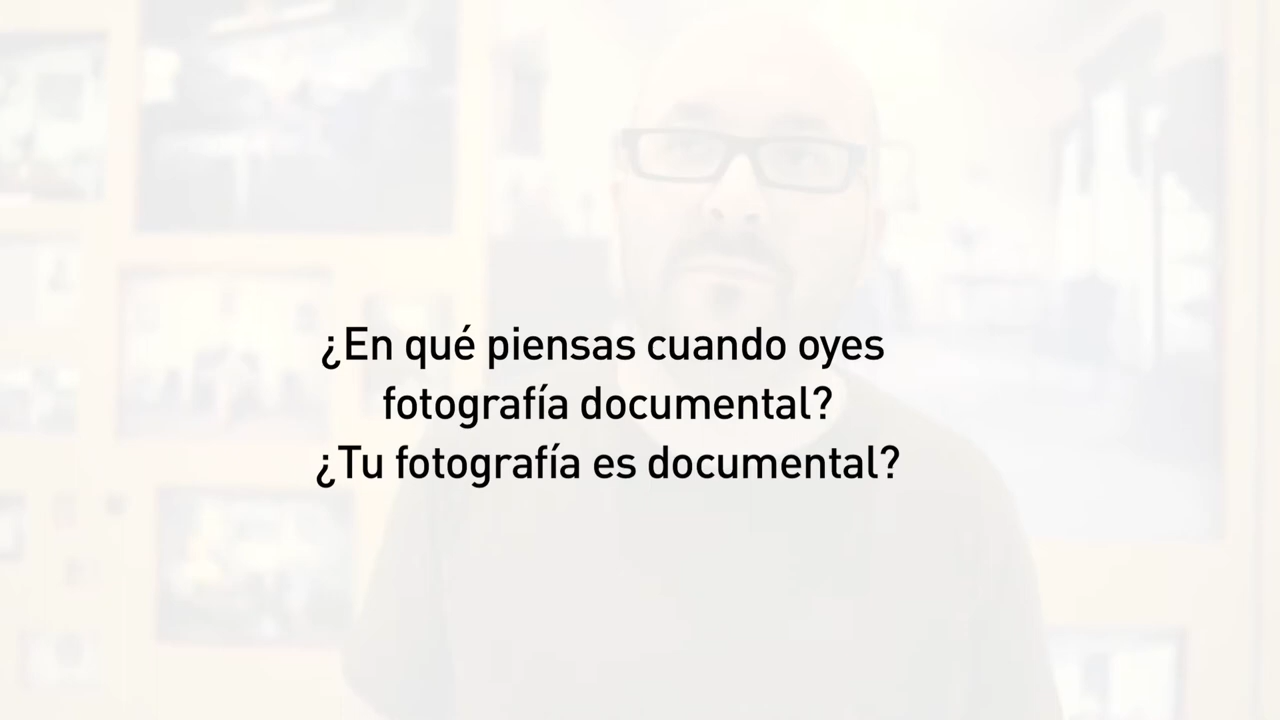 ¿En qué piensas cuando oyes
fotografía documental?
¿Tu fotografía es documental?